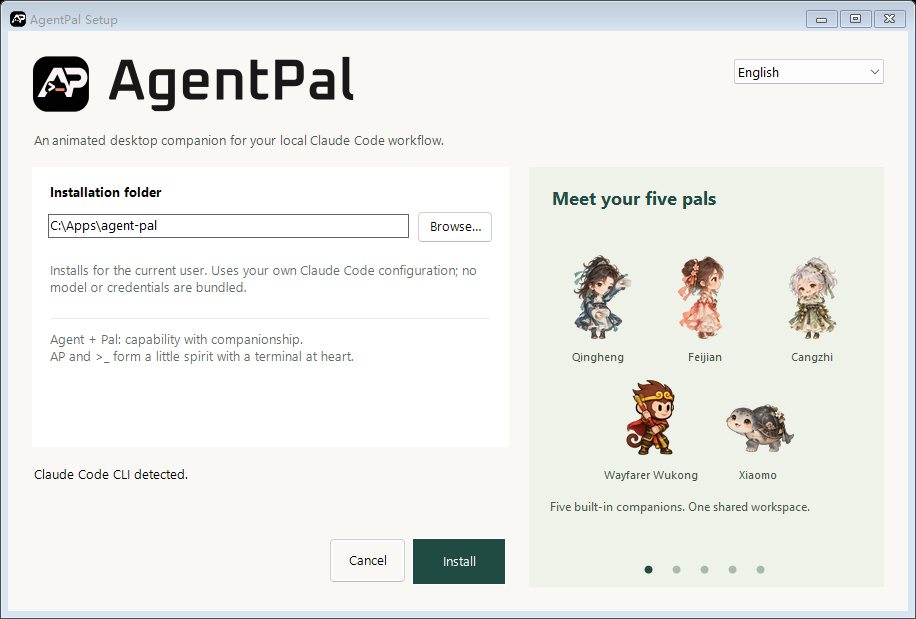 AgentPal Setup
AP
AgentPal
English
An animated desktop companion for your local Claude Code workflow.
Installation folder
C:\Apps\agent-pal
Browse...
Installs for the current user. Uses your own Claude Code configuration; no
model or credentials are bundled.
Agent + Pal: capability with companionship.
AP and >_ form a little spirit with a terminal at heart.
Claude Code CLI detected.
Cancel
Install
Meet your five pals
Qingheng
Feijian
Cangzhi
Wayfarer Wukong
Xiaomo
Five built-in companions. One shared workspace.